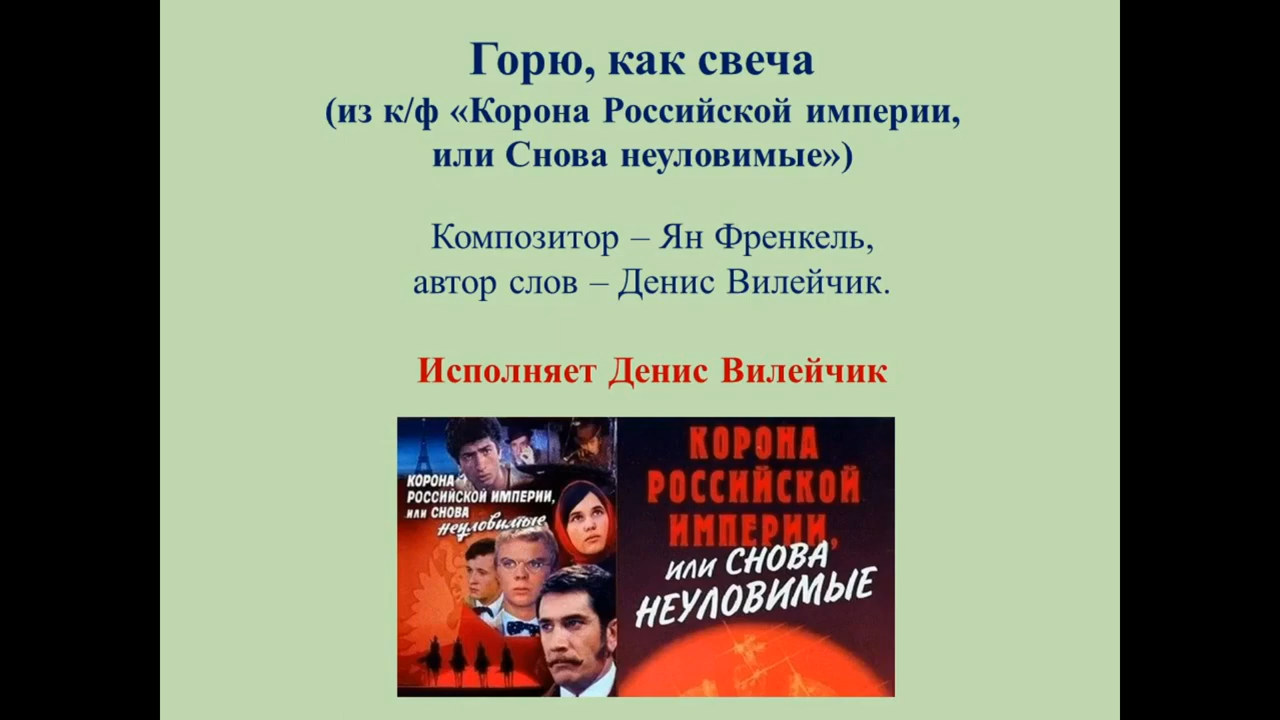 Горю, как свеча
(из к/ф «Корона Российской империи,
или Снова неуловимые»)
Композитор – Ян Френкель,
автор слов – Денис Вилейчик.
Исполняет Денис Вилейчик
КОРОНА
РОССИЙСКОЙ ИМПЕРИИ,
ИЛИ СНОВА
неуловимые
КОРОНА
РОССИЙСКОЙ
ИМПЕРИИ,
ИЛИ СНОВА
НЕУЛОВИМЫЕ